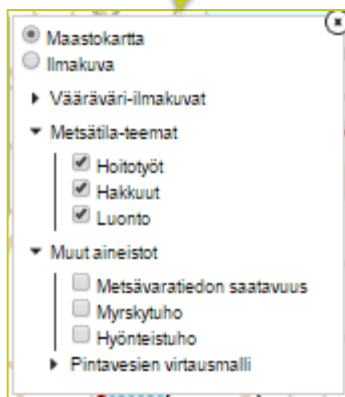 Maastokartta
Ilmakuva
Vääräväri-ilmakuvat
Metsätila-teemat
Hoitotyöt
Hakkuut
Luonto
Muut aineistot
Metsävaratiedon saatavuus
Myrskytuho
Hyönteistuho
Pintavesien virtausmalli